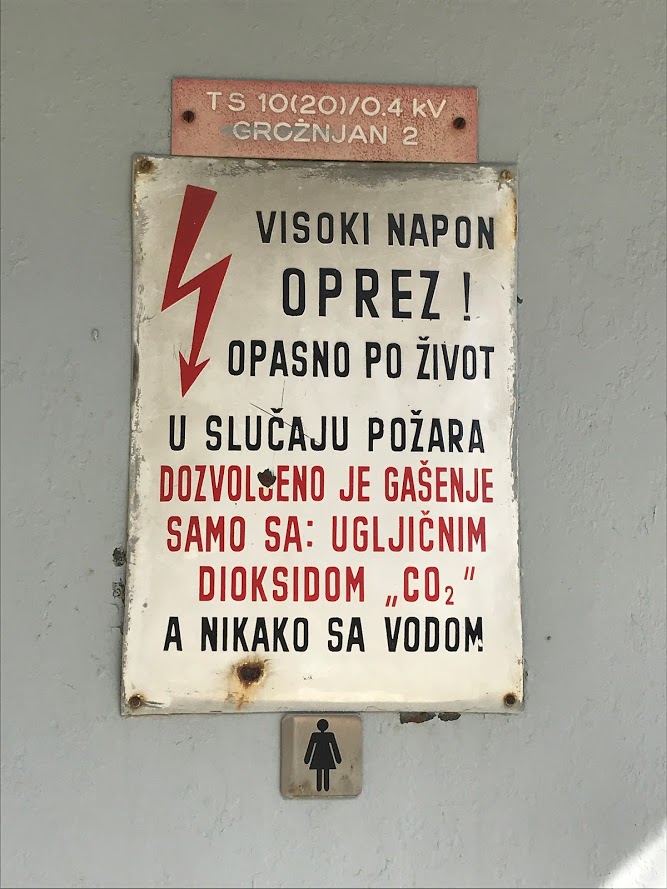 TS 10(20)/0.4 kV
GROŽNJAN 2
VISOKI NAPON
OPREZ!
OPASNO PO ŽIVOT
U SLUČAJU POŽARA
DOZVOLJENO JE GAŠENJE
SAMO SA: UGLJIČNIM
DIOKSIDOM „CO₂"
A NIKAKO SA VODOM